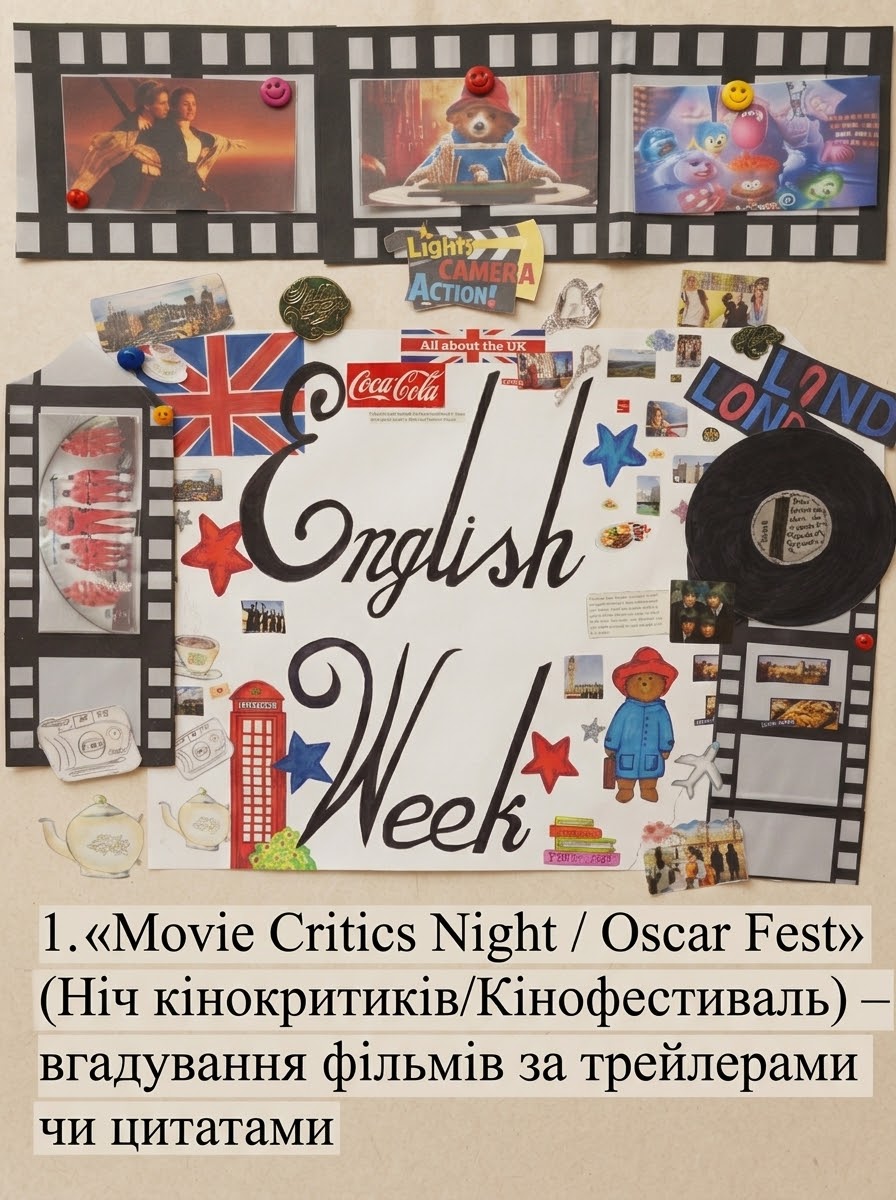 Lights
CAMERA
ACTION!
All about the UK
Coca-Cola
LOND
LOND
English
TELEPHONE
Week
1.«Movie Critics Night / Oscar Fest»
(Ніч кінокритиків/Кінофестиваль) –
вгадування фільмів за трейлерами
чи цитатами